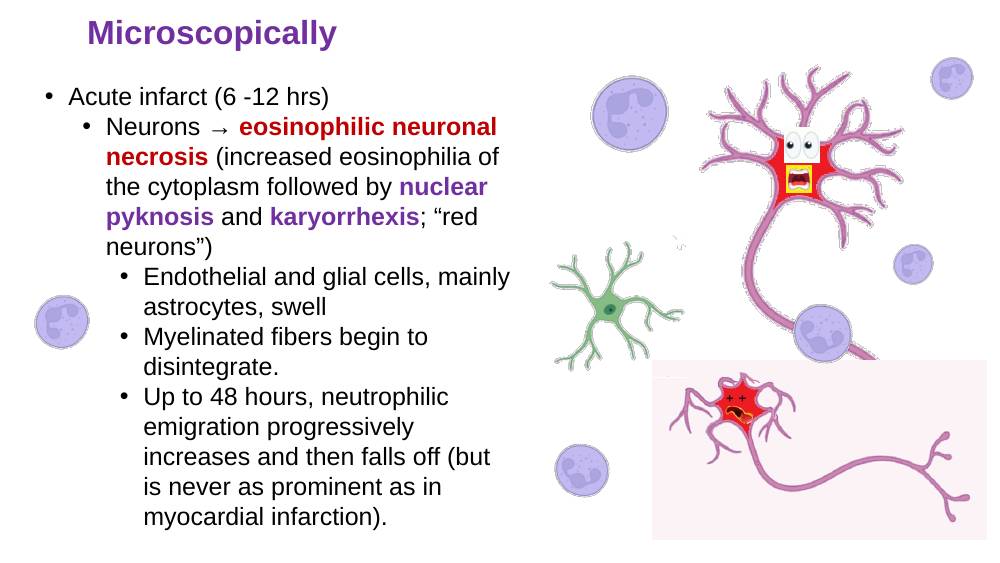 Microscopically
• Acute infarct (6 -12 hrs)
• Neurons → eosinophilic neuronal
necrosis (increased eosinophilia of
the cytoplasm followed by nuclear
pyknosis and karyorrhexis; “red
neurons”)
• Endothelial and glial cells, mainly
astrocytes, swell
• Myelinated fibers begin to
disintegrate.
• Up to 48 hours, neutrophilic
emigration progressively
increases and then falls off (but
is never as prominent as in
myocardial infarction).